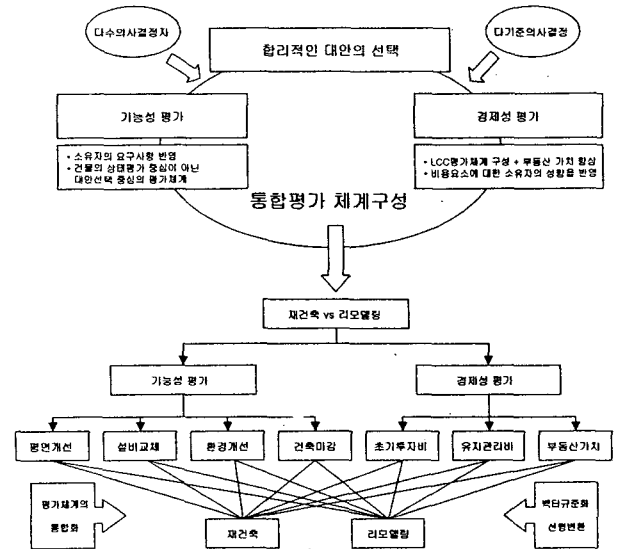 다수의사결정자
합리적인 대안의 선택
다기준의사결정
기능성 평가
경제성 평가
• 소유자의 요구사항 반영
• 건물의 상태평가 중심이 아닌
대안선택 중심의 평가체계
• LCC평가체계 구성 + 부동산 가치 향상
• 비용요소에 대한 소유자의 성향을 반영
통합평가 체계구성
재건축 vs 리모델링
기능성 평가
경제성 평가
평면개선
설비교체
환경개선
건축마감
초기투자비
유지관리비
부동산가치
평가체계의
통합화
재건축
리모델링
벡터규준화
선형변환